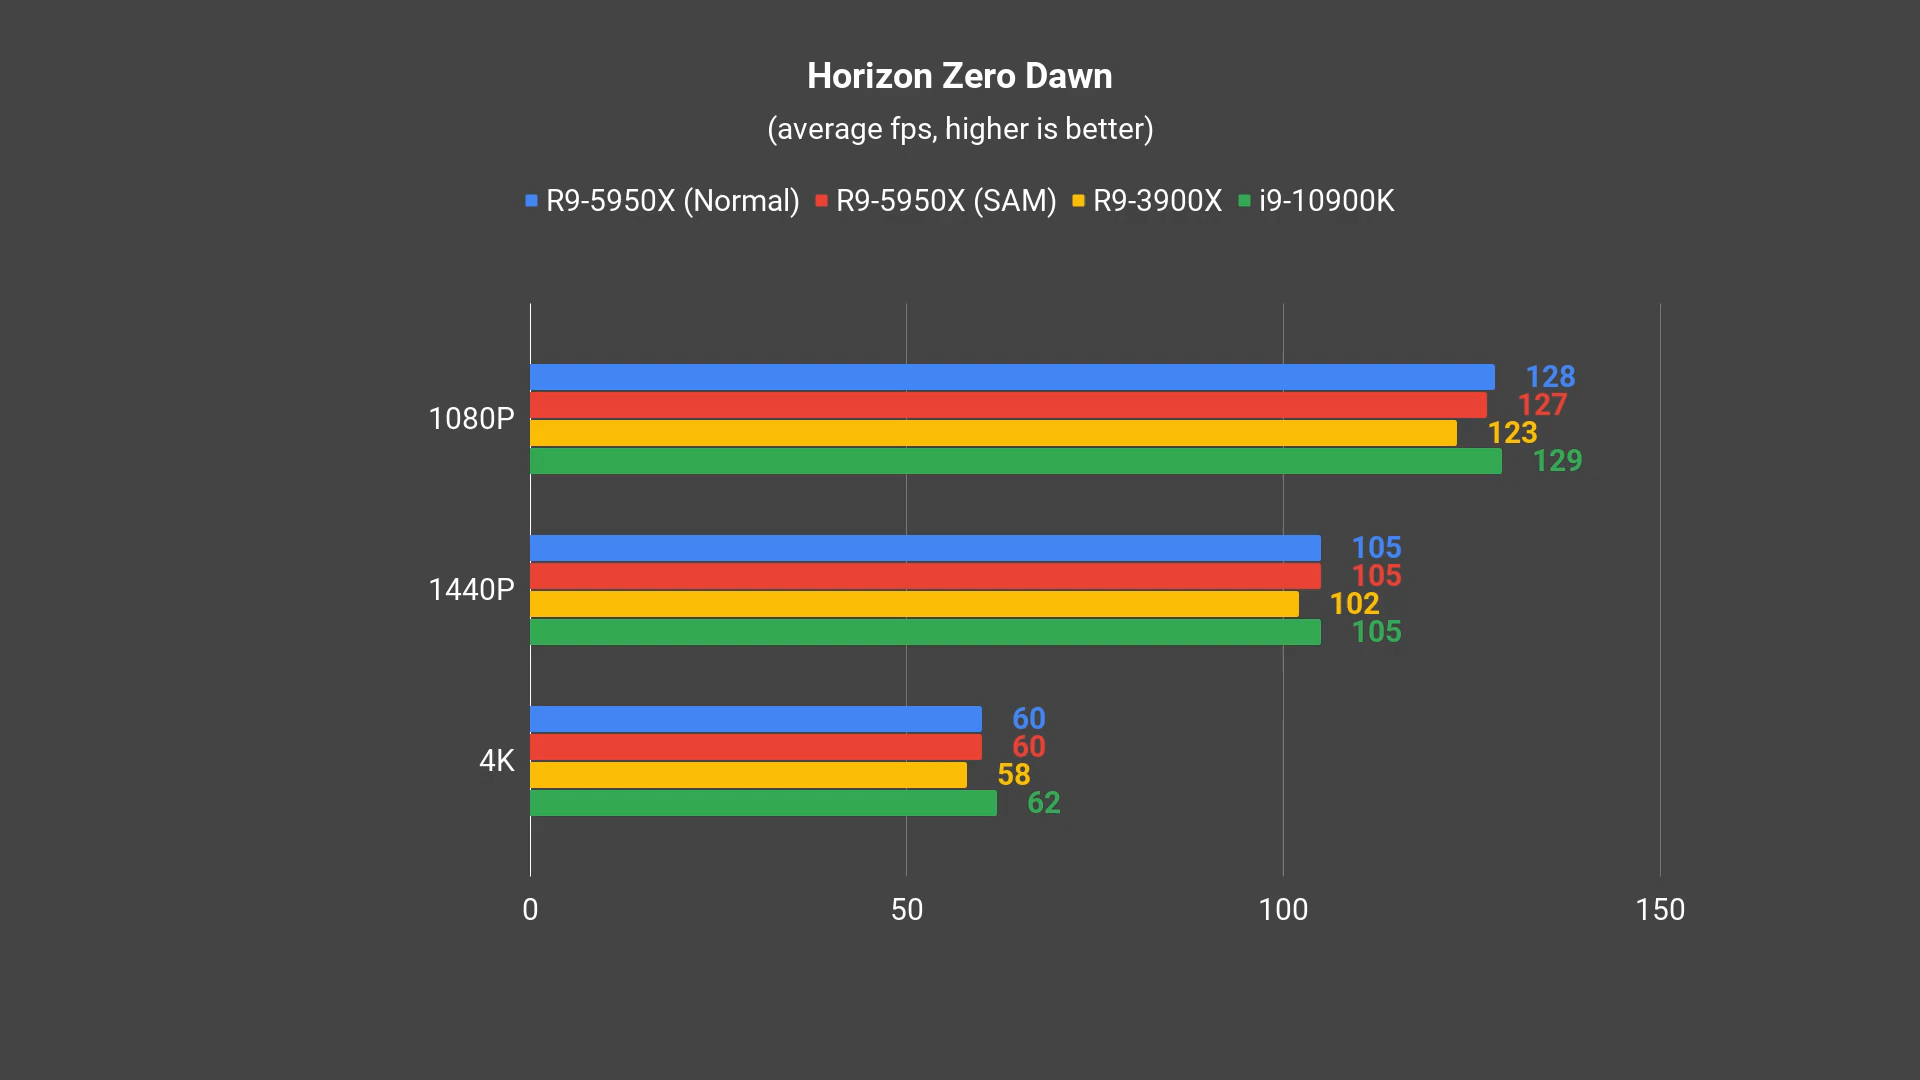 Horizon Zero Dawn
(average fps, higher is better)
R9-5950X (Normal) R9-5950X (SAM) R9-3900X i9-10900K
1080P
128
127
123
129
1440P
105
105
102
105
4K
60
60
58
62
0 50 100 150